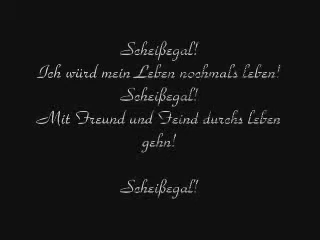 Scheißegal!
Ich würd mein Leben nochmals leben!
Scheißegal!
Mit Freund und Feind durchs leben
gehn!
Scheißegal!